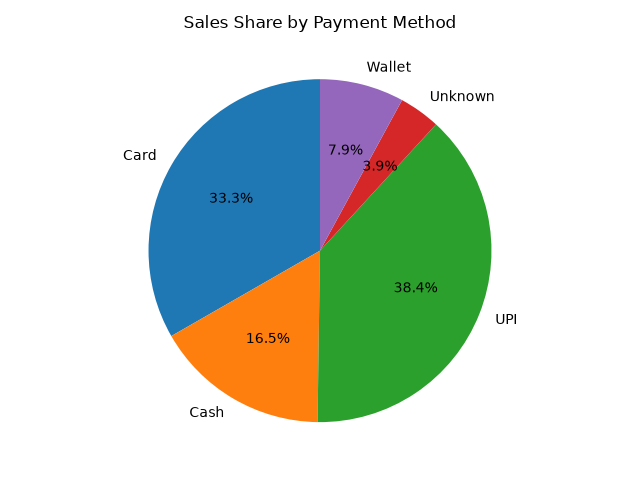 Sales Share by Payment Method
Wallet
Unknown
Card
7.9%
3.9%
33.3%
38.4%
UPI
16.5%
Cash